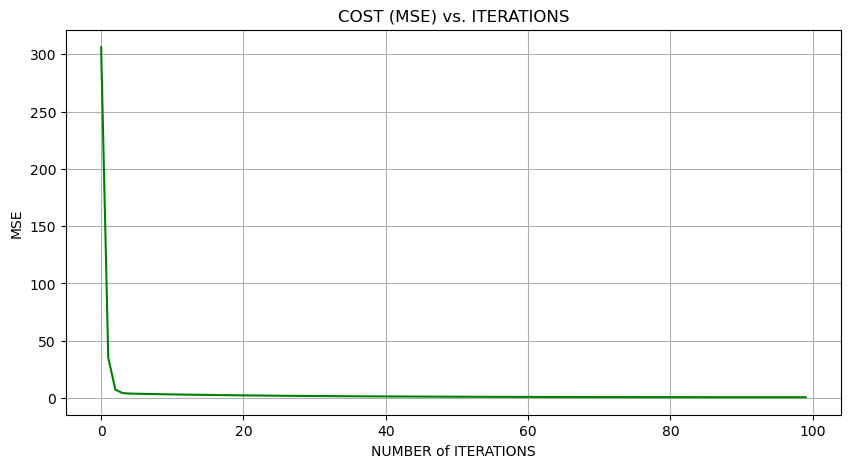 COST (MSE) vs. ITERATIONS
300
250
200
150
100
50
0
MSE
0 20 40 60 80 100
NUMBER of ITERATIONS